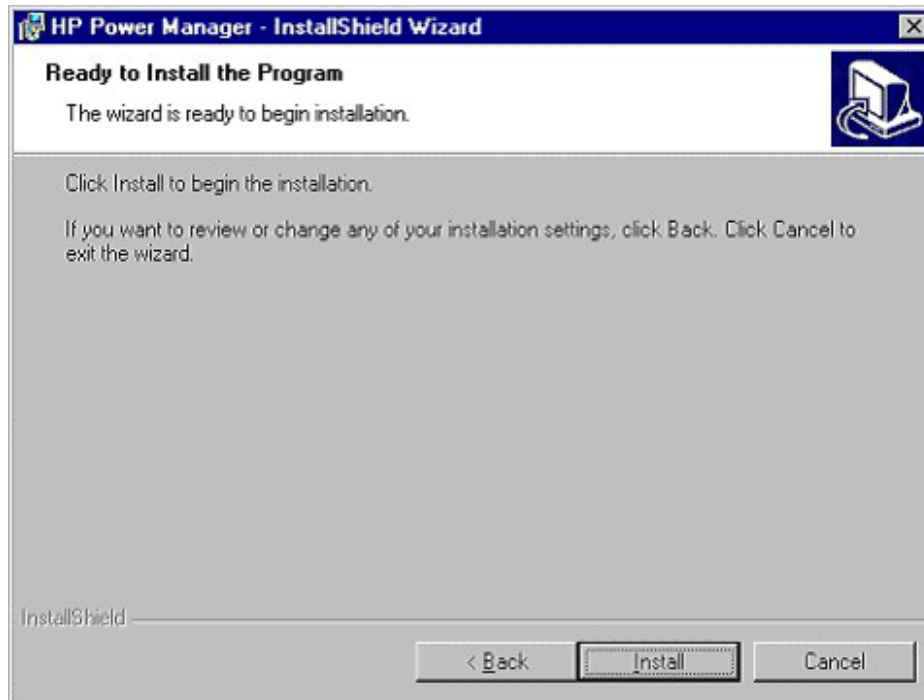 HP Power Manager - InstallShield Wizard
Ready to Install the Program
The wizard is ready to begin installation.
Click Install to begin the installation.
If you want to review or change any of your installation settings, click Back. Click Cancel to
exit the wizard.
InstallShield
< Back
Install
Cancel